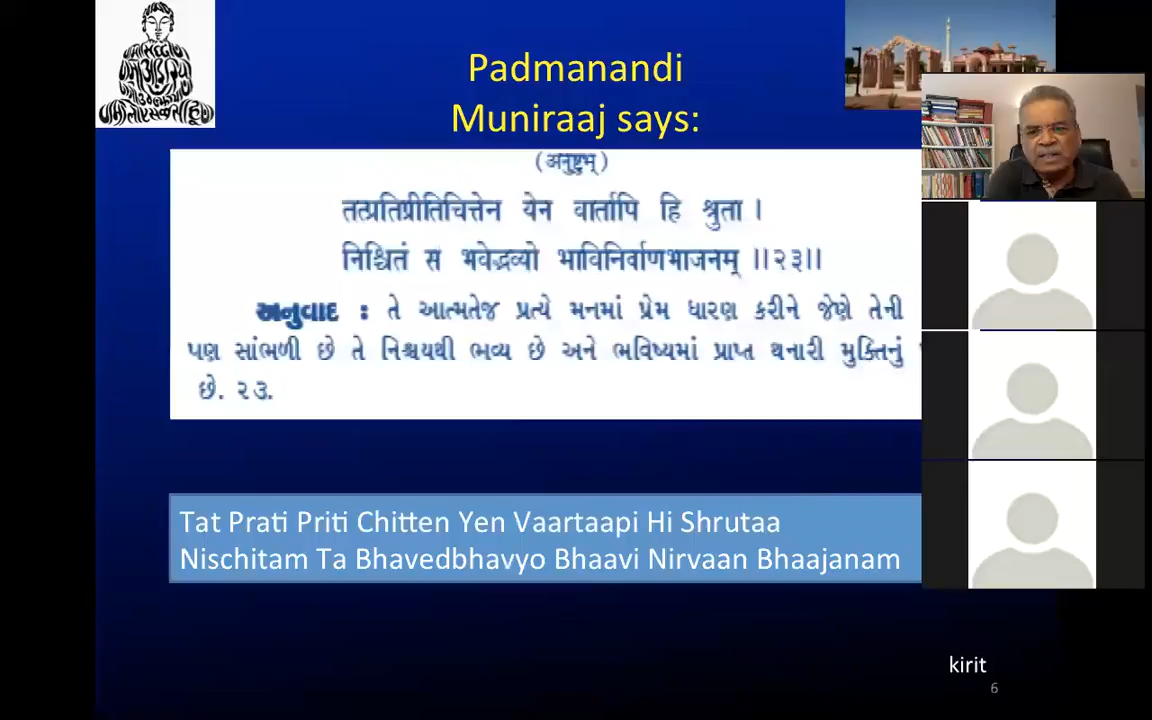 Padmanandi
Muniraaj says:
(अनुष्टुभ्)
तत्प्रतिप्रीतिचित्तेन येन वार्तापि हि श्रुता ।
निश्चितं स भवेद्भव्यो भाविनिर्वाणभाजनम् ॥२३॥
અનુવાદ : તે આત્મતેજ પ્રત્યે મનમાં પ્રેમ ધારણ કરીને જેણે તેની
પણ સાંભળી છે તે નિશ્ચયથી ભવ્ય છે અને ભવિષ્યમાં પ્રાપ્ત થનારી મુક્તિનું
છે. ૨૩.
Tat Prati Priti Chitten Yen Vaartaapi Hi Shrutaa
Nischitam Ta Bhavedbhavyo Bhaavi Nirvaan Bhaajanam
kirit
6